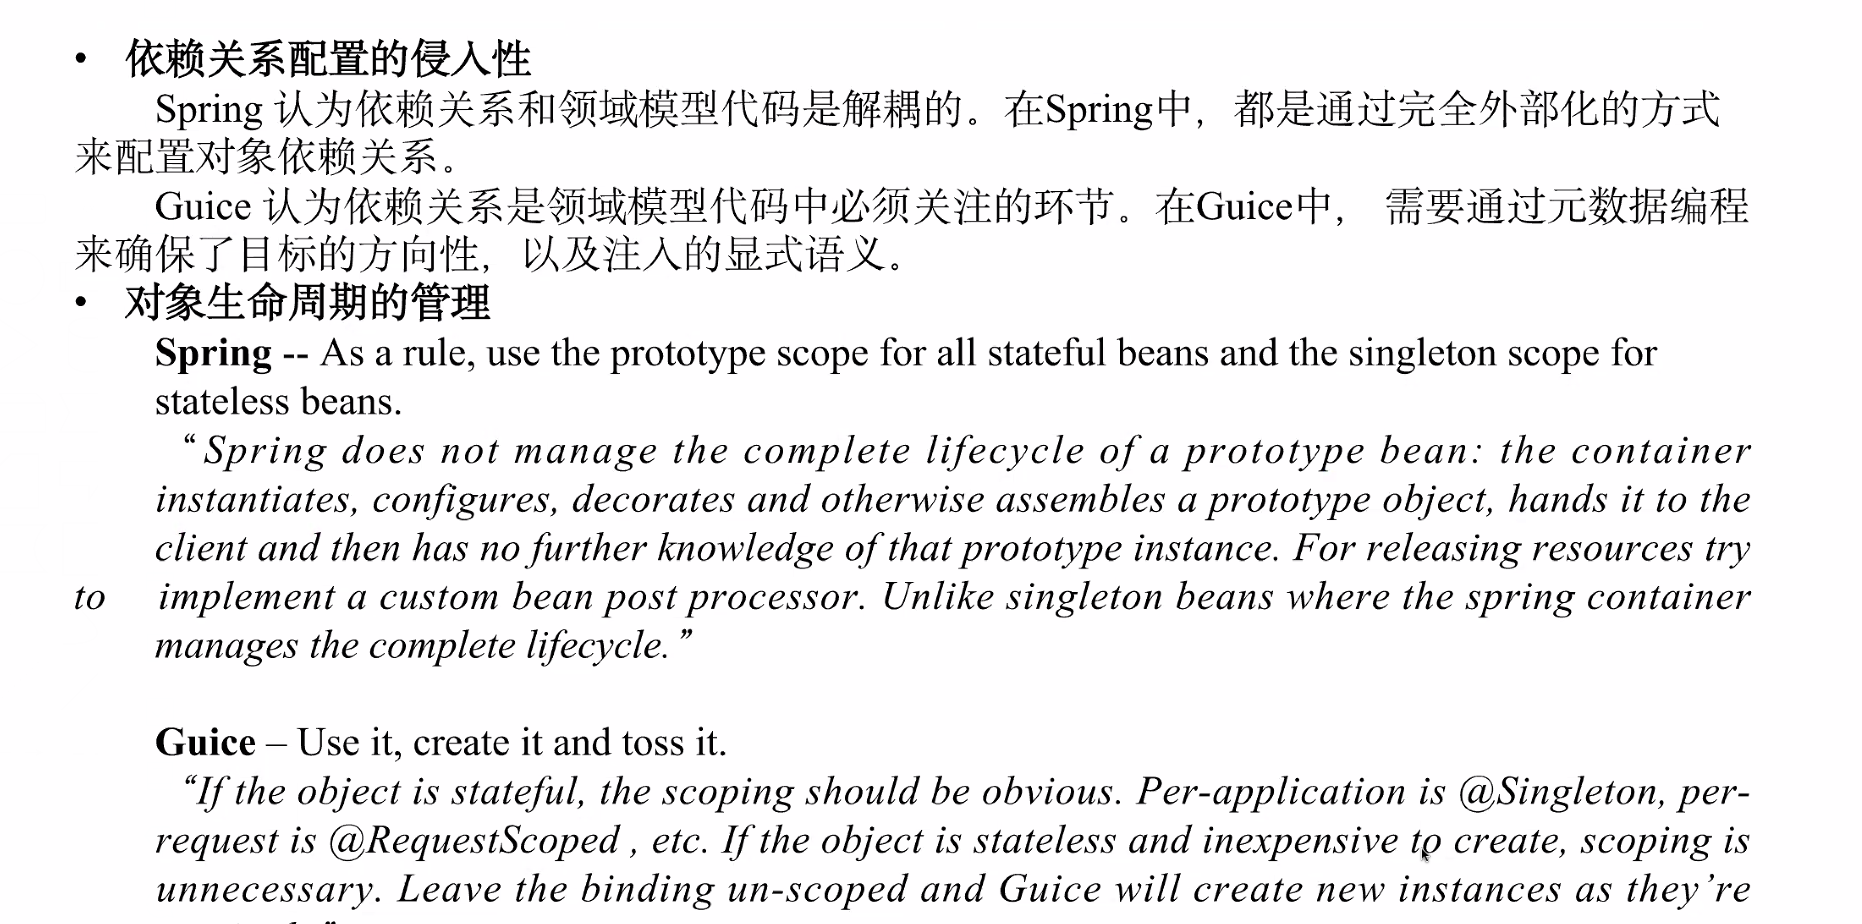 • 依赖关系配置的侵入性
Spring 认为依赖关系和领域模型代码是解耦的。在Spring中，都是通过完全外部化的方式
来配置对象依赖关系。
Guice 认为依赖关系是领域模型代码中必须关注的环节。在Guice中， 需要通过元数据编程
来确保了目标的方向性，以及注入的显式语义。
• 对象生命周期的管理
Spring -- As a rule, use the prototype scope for all stateful beans and the singleton scope for
stateless beans.
“Spring does not manage the complete lifecycle of a prototype bean: the container
instantiates, configures, decorates and otherwise assembles a prototype object, hands it to the
client and then has no further knowledge of that prototype instance. For releasing resources try
to implement a custom bean post processor. Unlike singleton beans where the spring container
manages the complete lifecycle.”
Guice – Use it, create it and toss it.
“If the object is stateful, the scoping should be obvious. Per-application is @Singleton, per-
request is @RequestScoped , etc. If the object is stateless and inexpensive to create, scoping is
unnecessary. Leave the binding un-scoped and Guice will create new instances as they’re